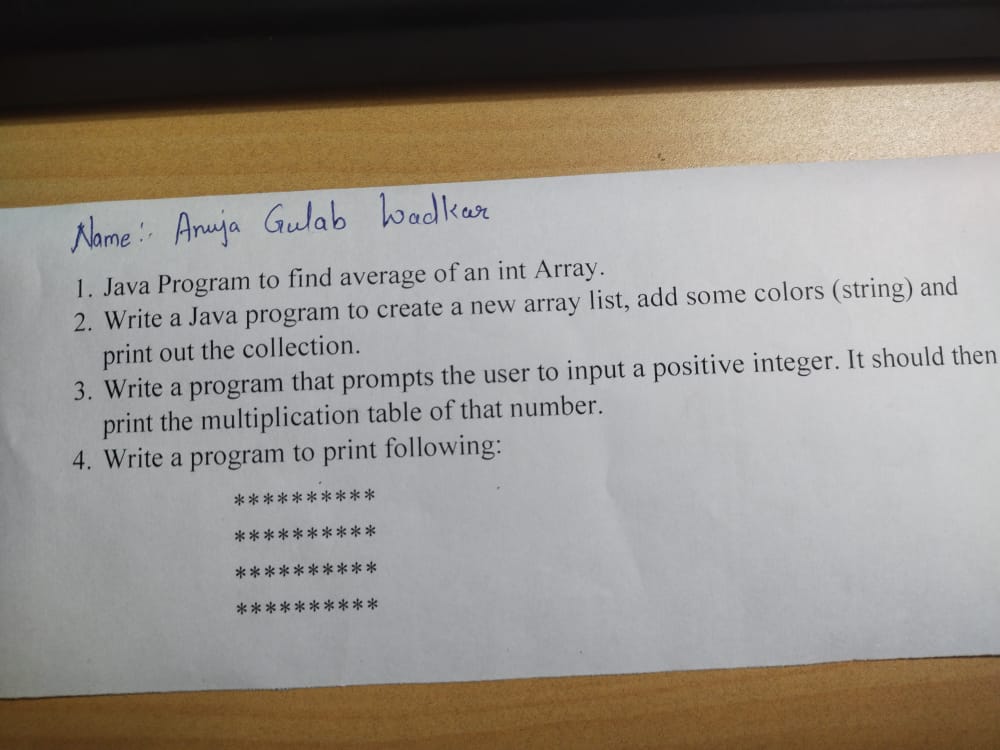 Name:- Anuja Gulab Wadkar
1. Java Program to find average of an int Array.
2. Write a Java program to create a new array list, add some colors (string) and
print out the collection.
3. Write a program that prompts the user to input a positive integer. It should then
print the multiplication table of that number.
4. Write a program to print following:
**********
**********
**********
**********